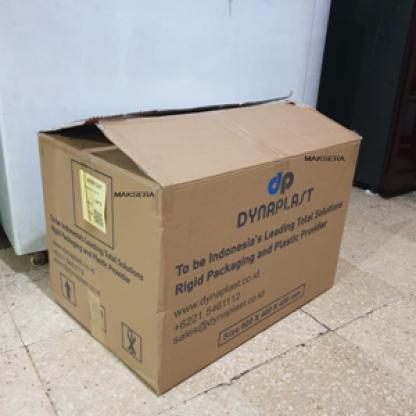 MAKSERA
MAKSERA
MAKSERA
dp
DYNAPLAST
To be Indonesia's Leading Total Solutions
Rigid Packaging and Plastic Provider
www.dynaplast.co.id
+6221 5461112
sales@dynaplast.co.id
Size 600 X 400 X 400 mm
To be Indonesia's Leading Total Solutions
Rigid Packaging and Plastic Provider